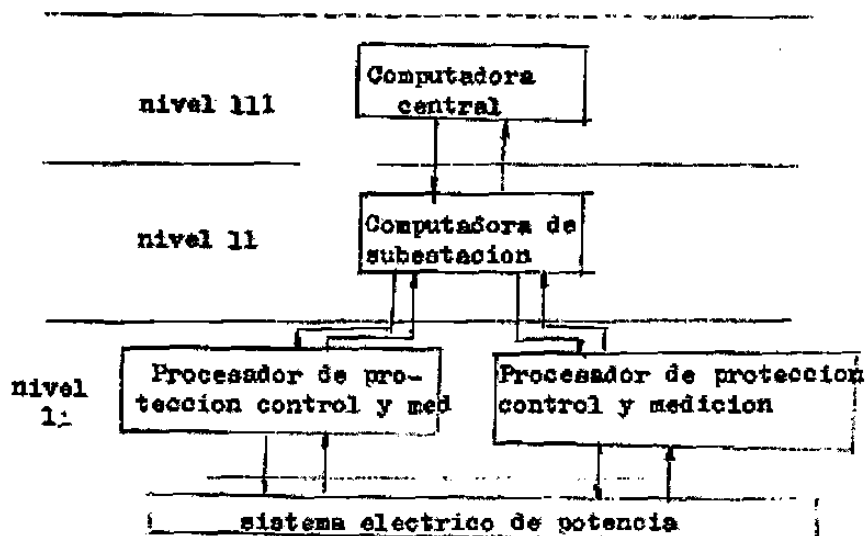 Computadora
central
nivel 111
Computadora de
subestacion
nivel 11
Procesador de pro-
teccion control y med
Procesador de proteccion
control y medicion
nivel
1.
sistema electrico de potencia